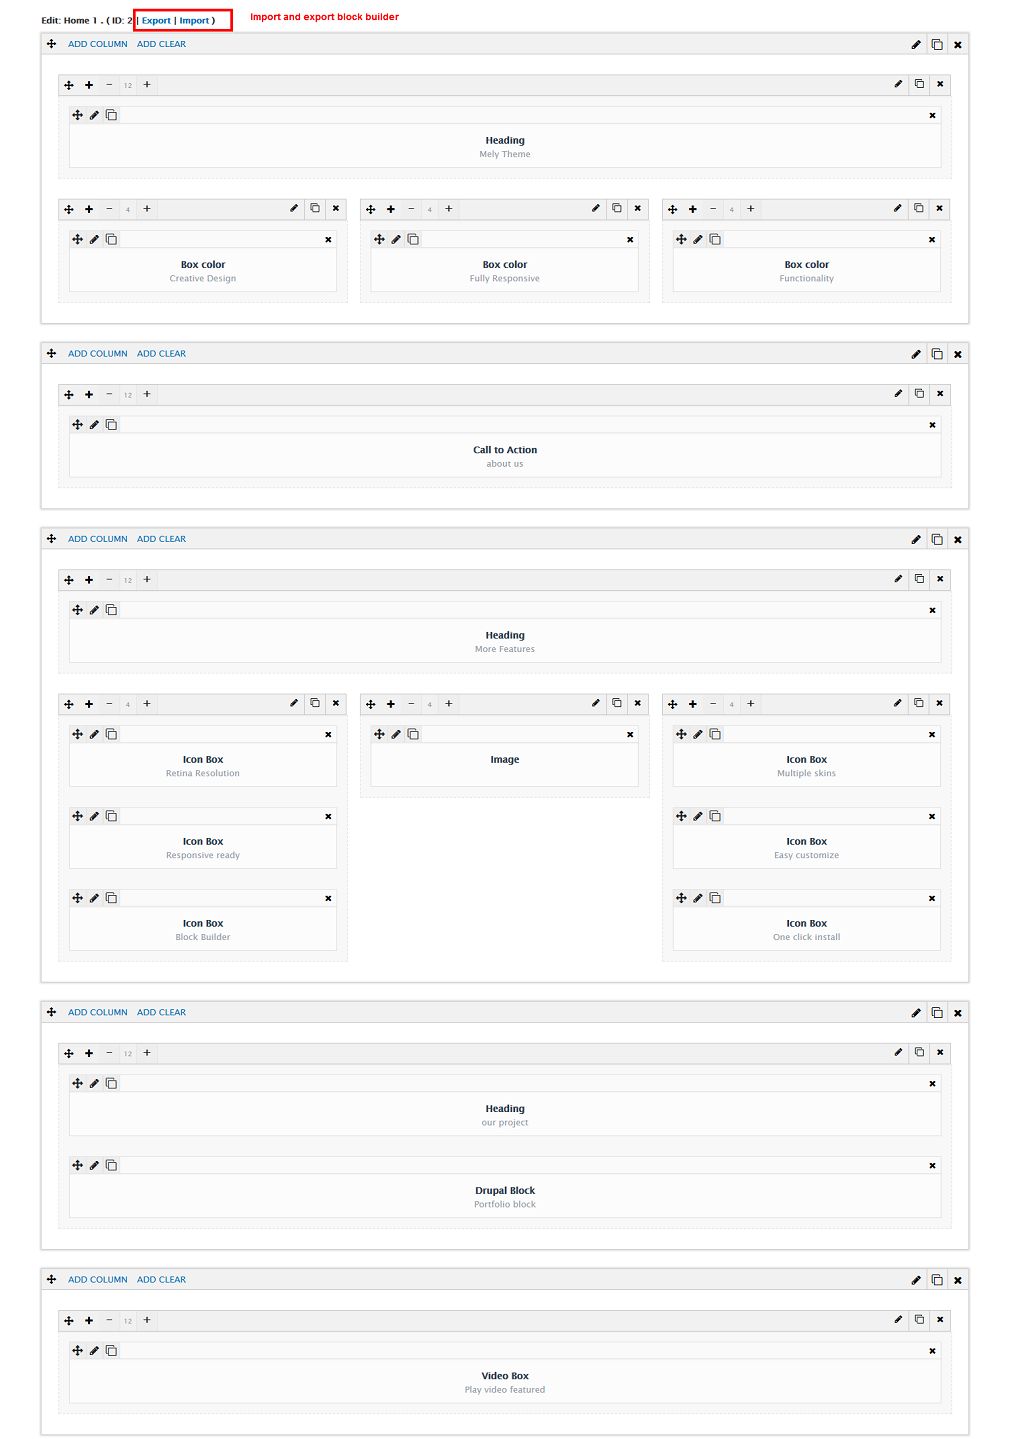 Edit: Home 1 . ( ID: 2 | Export | Import )
Import and export block builder
ADD COLUMN ADD CLEAR
12
Heading
Mely Theme
4 4 4
Box color Box color Box color
Creative Design Fully Responsive Functionality
ADD COLUMN ADD CLEAR
12
Call to Action
about us
ADD COLUMN ADD CLEAR
12
Heading
More Features
4 4 4
Icon Box Image Icon Box
Retina Resolution Multiple skins
Icon Box Icon Box
Responsive ready Easy customize
Icon Box Icon Box
Block Builder One click install
ADD COLUMN ADD CLEAR
12
Heading
our project
Drupal Block
Portfolio block
ADD COLUMN ADD CLEAR
12
Video Box
Play video featured